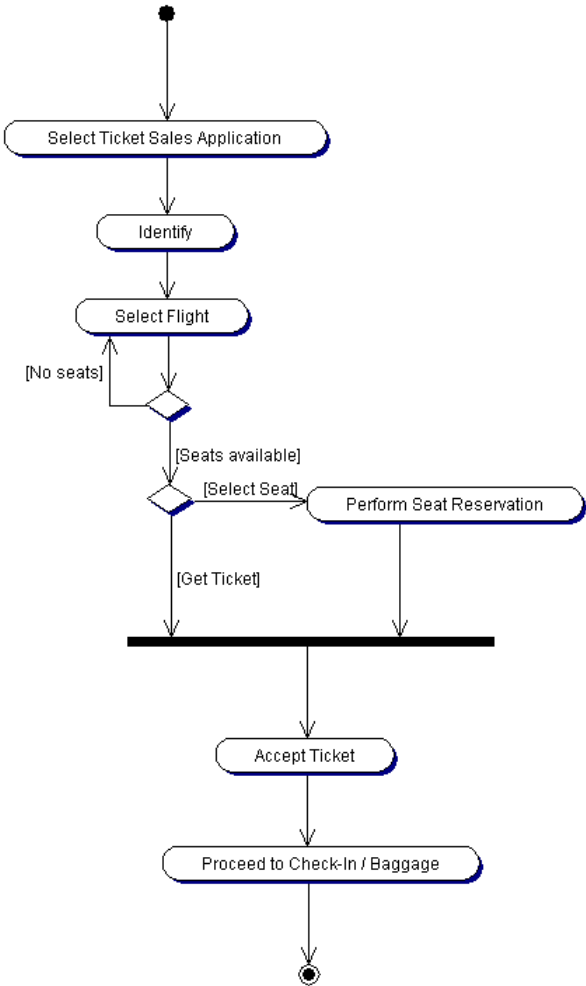 Select Ticket Sales Application
Identify
Select Flight
[No seats]
[Seats available]
[Select Seat]
Perform Seat Reservation
[Get Ticket]
Accept Ticket
Proceed to Check-In / Baggage